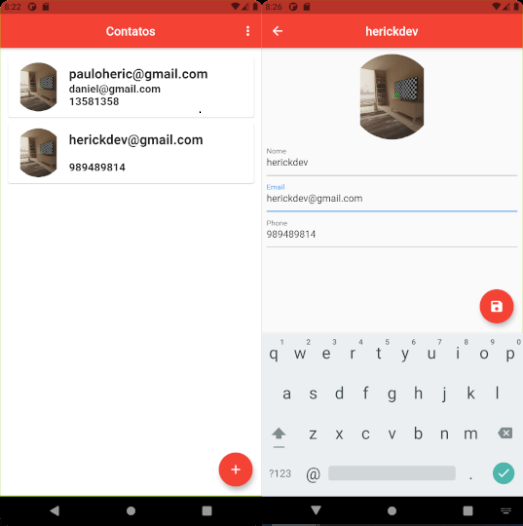 8:22
Contatos
pauloheric@gmail.com
daniel@gmail.com
13581358
herickdev@gmail.com
989489814
8:26
herickdev
Nome
herickdev
Email
herickdev@gmail.com
Phone
989489814
1 2 3 4 5 6 7 8 9 0
q w e r t y u i o p
a s d f g h j k l
z x c v b n m
?123 @ .